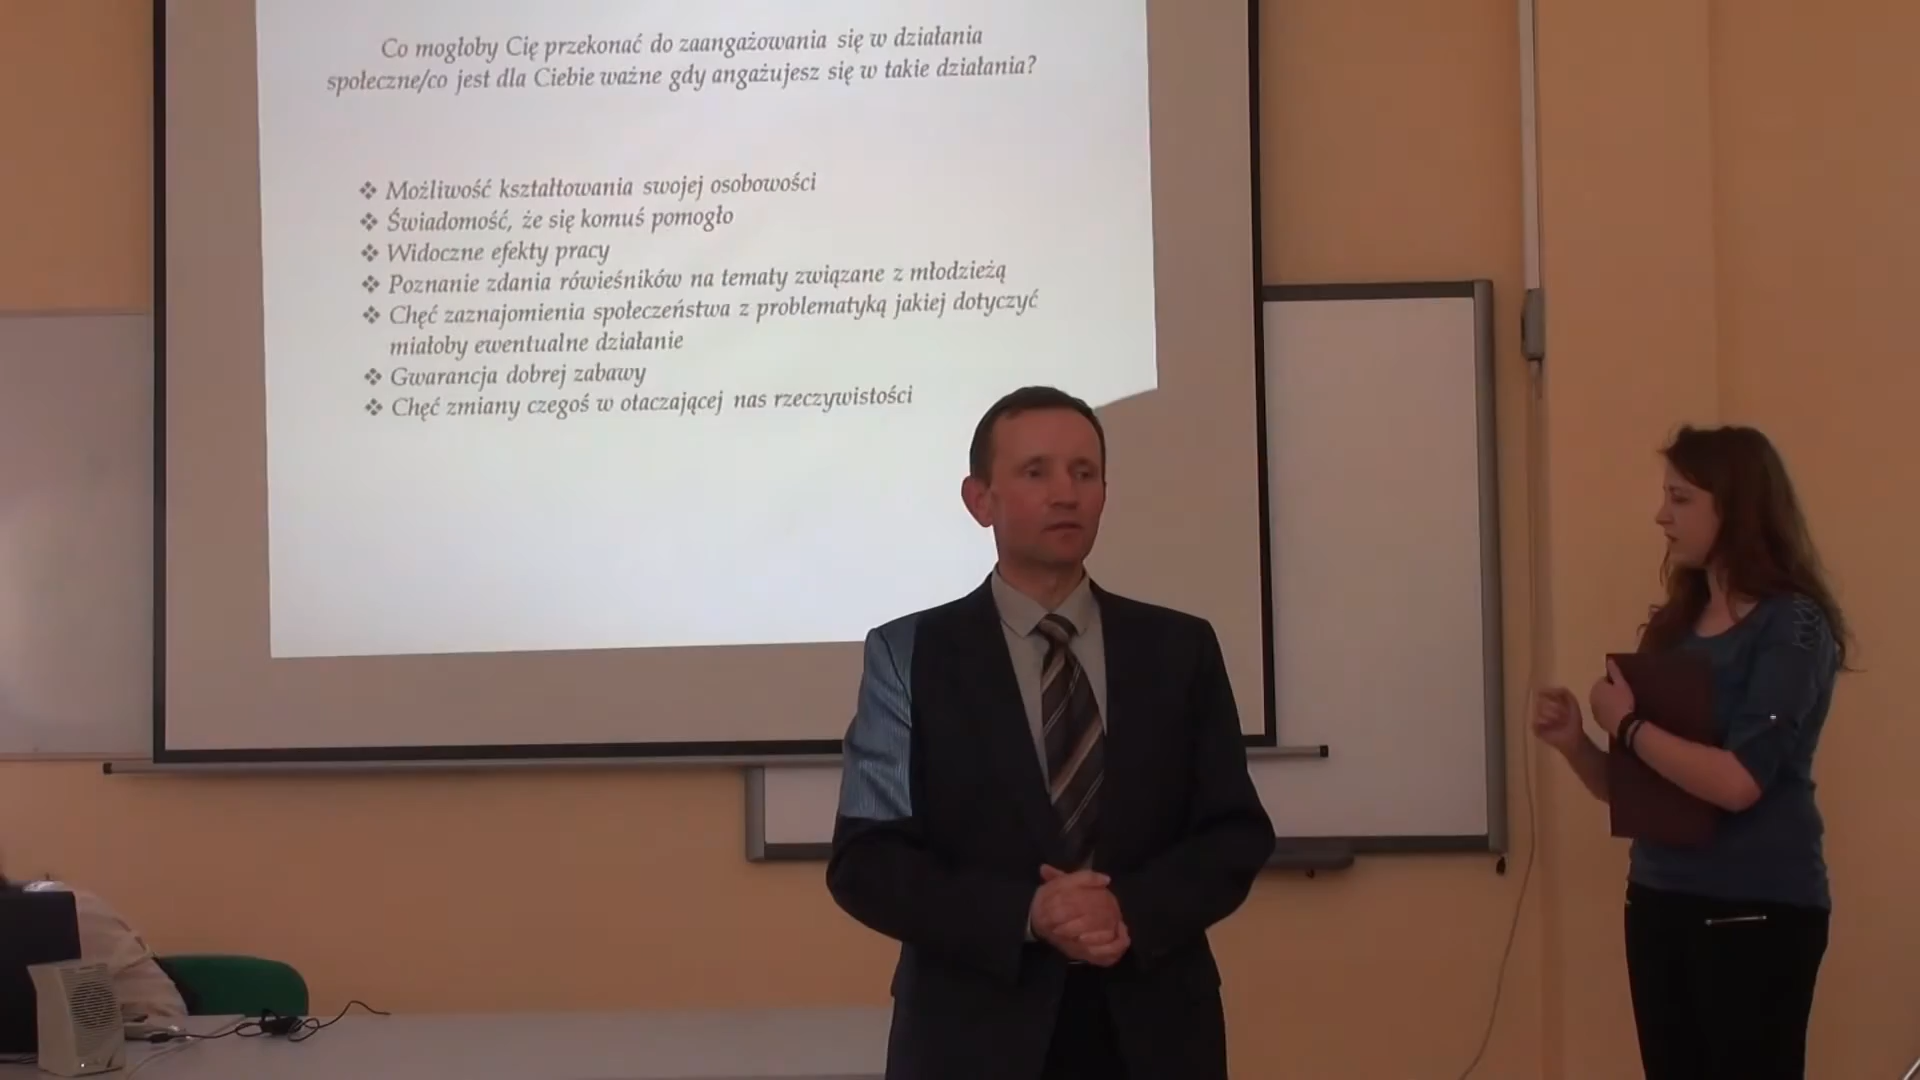 Co mogłoby Cię przekonać do zaangażowania się w działania
społeczne/co jest dla Ciebie ważne gdy angażujesz się w takie działania?
❖ Możliwość kształtowania swojej osobowości
❖ Świadomość, że się komuś pomogło
❖ Widoczne efekty pracy
❖ Poznanie zdania rówieśników na tematy związane z młodzieżą
❖ Chęć zaznajomienia społeczeństwa z problematyką jakiej dotyczyć
miałoby ewentualne działanie
❖ Gwarancja dobrej zabawy
❖ Chęć zmiany czegoś w otaczającej nas rzeczywistości